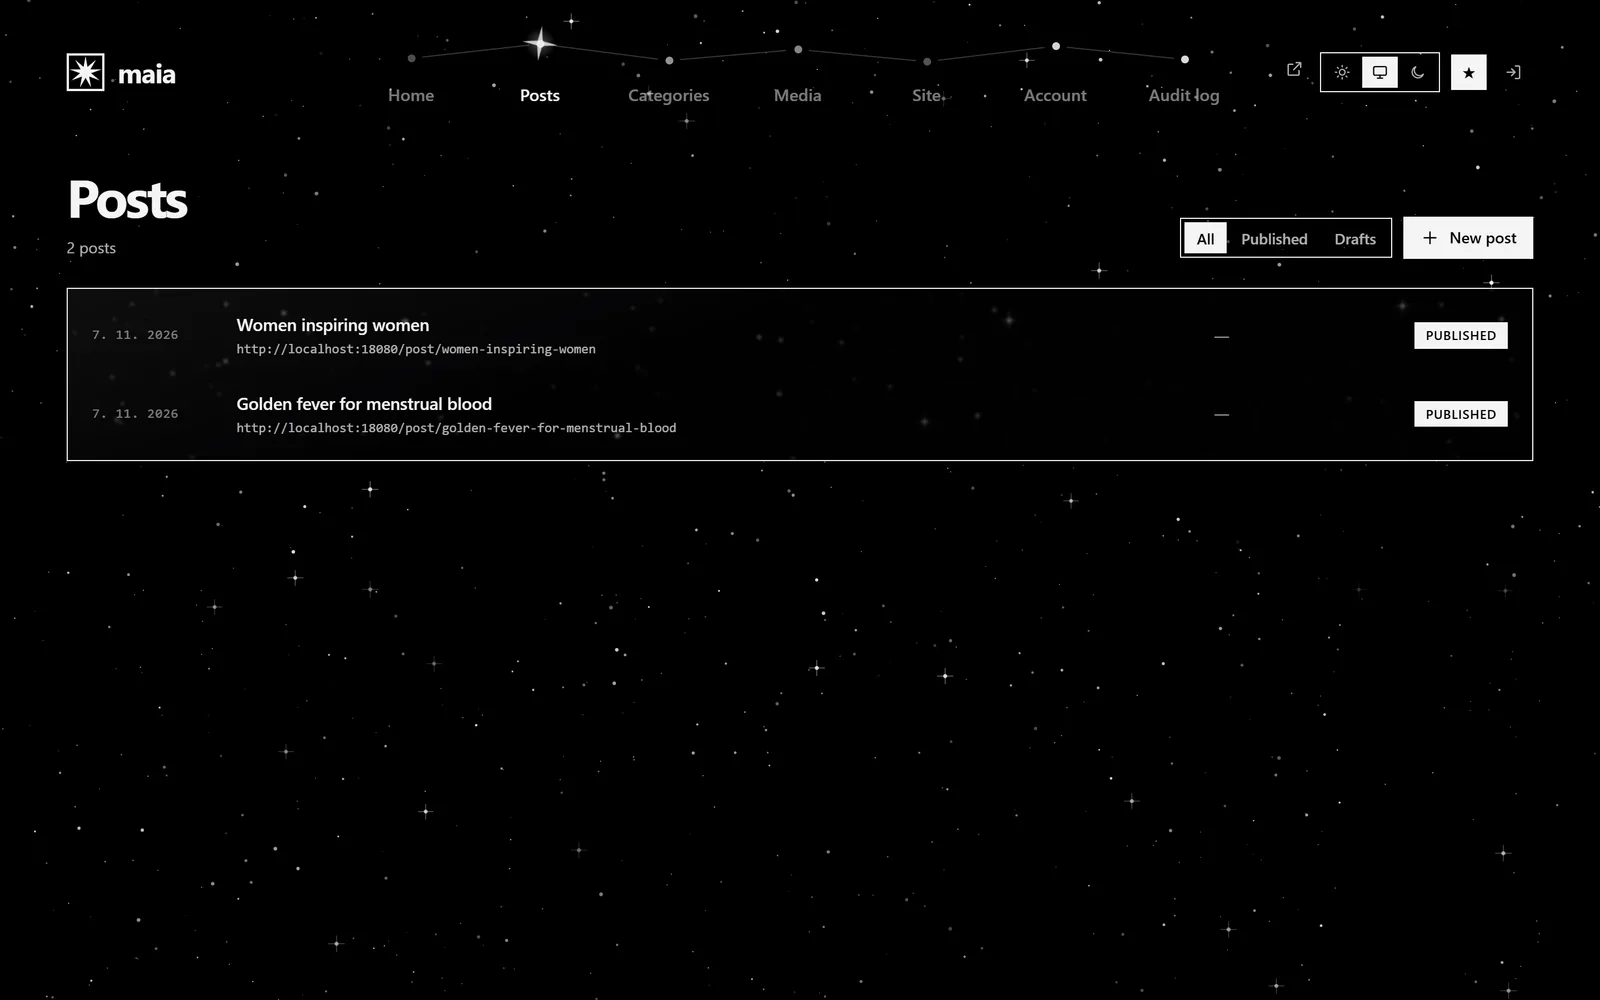 maia
Home
Posts
Categories
Media
Site
Account
Audit log
Posts
2 posts
All
Published
Drafts
+ New post
7. 11. 2026
Women inspiring women
http://localhost:18080/post/women-inspiring-women
—
PUBLISHED
7. 11. 2026
Golden fever for menstrual blood
http://localhost:18080/post/golden-fever-for-menstrual-blood
—
PUBLISHED